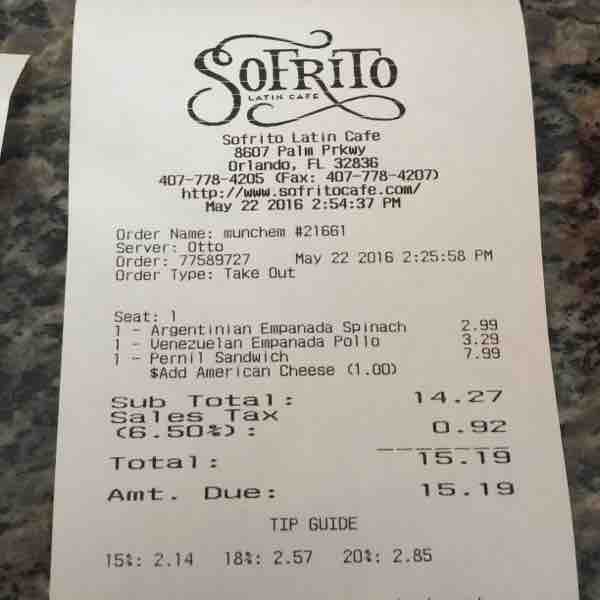 SOFRITO
LATIN CAFE
Sofrito Latin Cafe
8607 Palm Prkwy
Orlando, FL 32836
407-778-4205 (Fax: 407-778-4207)
http://www.sofritocafe.com/
May 22 2016 2:54:37 PM
Order Name: munchem #21661
Server: Otto
Order: 77589727 May 22 2016 2:25:58 PM
Order Type: Take Out
Seat: 1
1 - Argentinian Empanada Spinach 2.99
1 - Venezuelan Empanada Pollo 3.29
1 - Pernil Sandwich 7.99
$Add American Cheese (1.00)
Sub Total: 14.27
Sales Tax
(6.50%): 0.92
Total: 15.19
Amt. Due: 15.19
TIP GUIDE
15%: 2.14 18%: 2.57 20%: 2.85